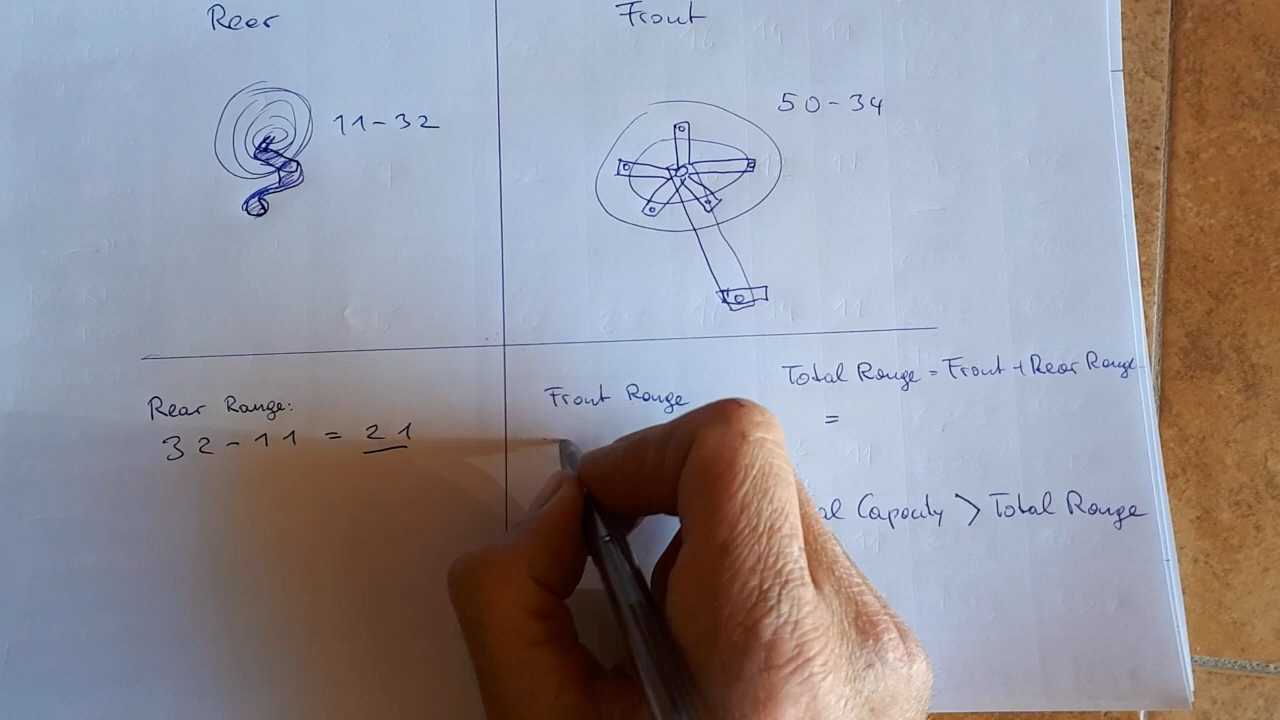 Rear
Front
11-32
50-34
Rear Range:
32-11 = 21
Front Range
Total Range = Front + Rear Range
=
Capacity > Total Range